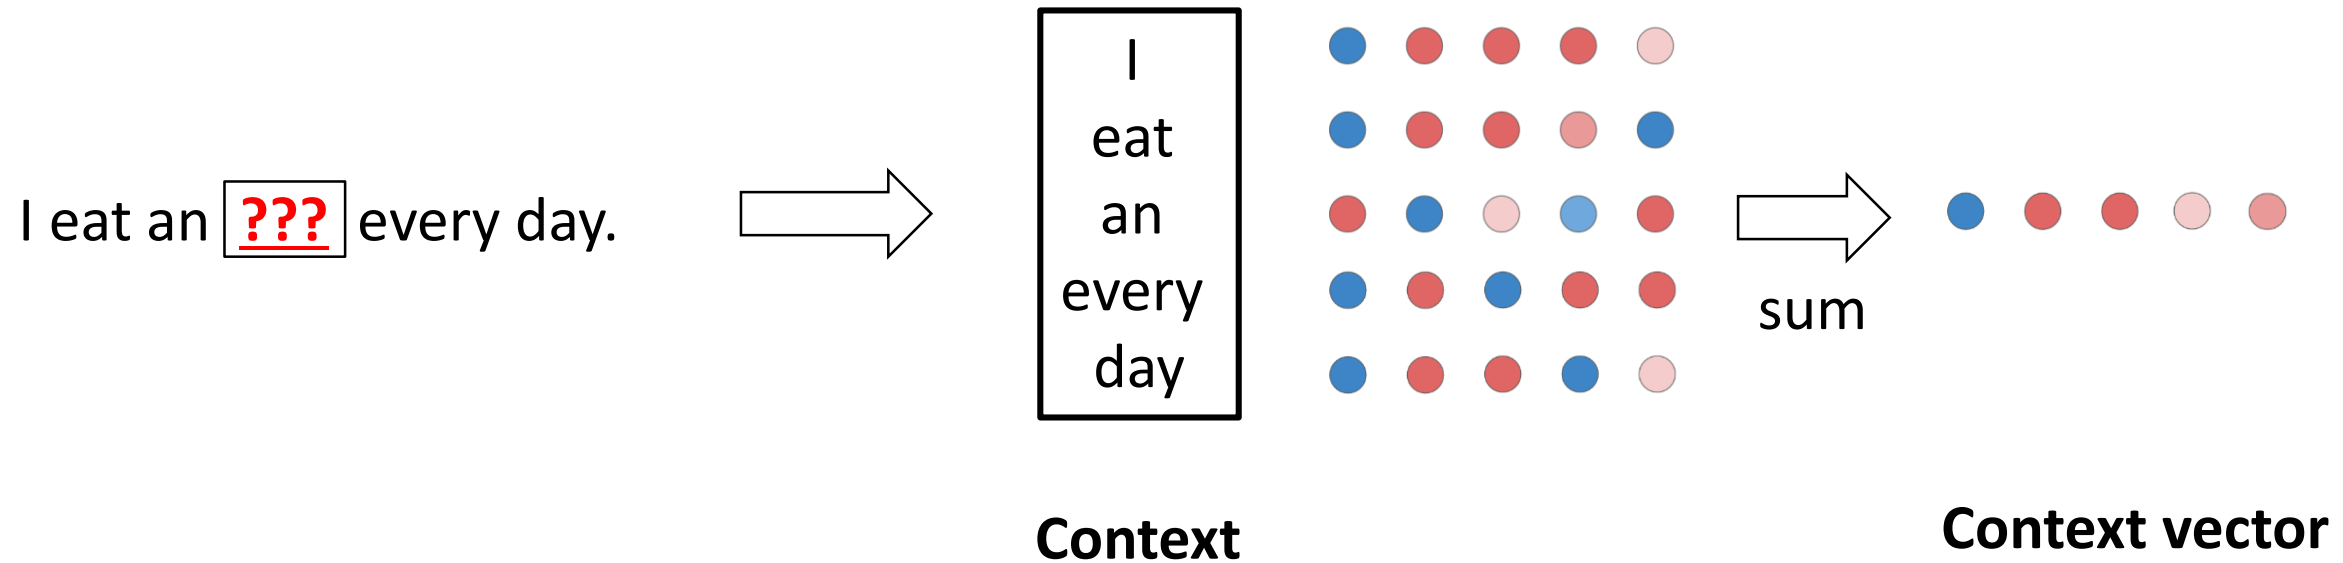 I eat an ??? every day.
I
eat
an
every
day
sum
Context
Context vector